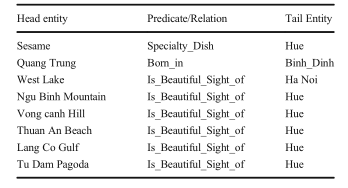 Head entity Predicate/Relation Tail Entity
Sesame Specialty_Dish Hue
Quang Trung Born_in Binh_Dinh
West Lake Is_Beautiful_Sight_of Ha Noi
Ngu Binh Mountain Is_Beautiful_Sight_of Hue
Vong canh Hill Is_Beautiful_Sight_of Hue
Thuan An Beach Is_Beautiful_Sight_of Hue
Lang Co Gulf Is_Beautiful_Sight_of Hue
Tu Dam Pagoda Is_Beautiful_Sight_of Hue